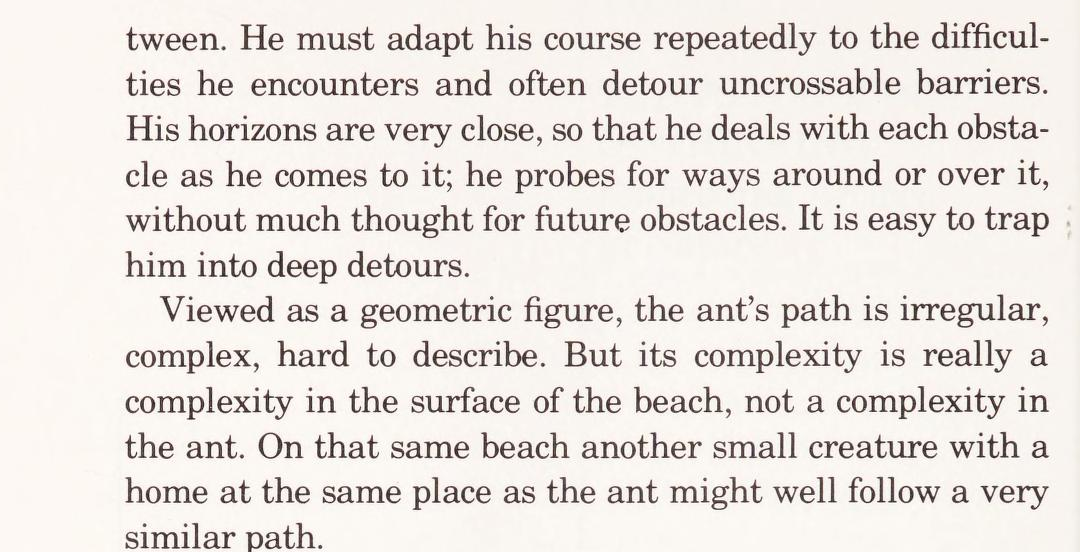 tween. He must adapt his course repeatedly to the difficul-
ties he encounters and often detour uncrossable barriers.
His horizons are very close, so that he deals with each obsta-
cle as he comes to it; he probes for ways around or over it,
without much thought for future obstacles. It is easy to trap
him into deep detours.
Viewed as a geometric figure, the ant's path is irregular,
complex, hard to describe. But its complexity is really a
complexity in the surface of the beach, not a complexity in
the ant. On that same beach another small creature with a
home at the same place as the ant might well follow a very
similar path.